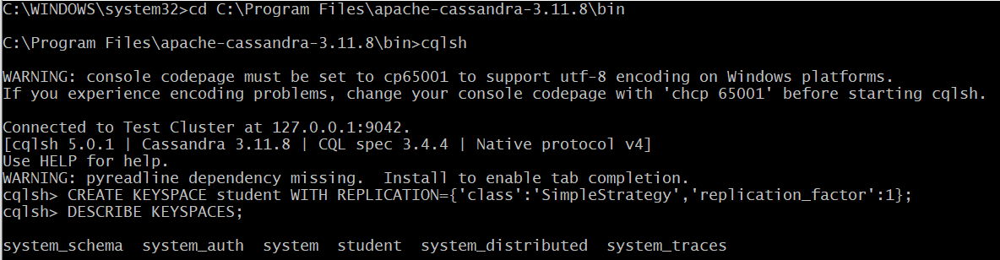 C:\WINDOWS\system32>cd C:\Program Files\apache-cassandra-3.11.8\bin
C:\Program Files\apache-cassandra-3.11.8\bin>cqlsh
WARNING: console codepage must be set to cp65001 to support utf-8 encoding on Windows platforms.
If you experience encoding problems, change your console codepage with 'chcp 65001' before starting cqlsh.
Connected to Test Cluster at 127.0.0.1:9042.
[cqlsh 5.0.1 | Cassandra 3.11.8 | CQL spec 3.4.4 | Native protocol v4]
Use HELP for help.
WARNING: pyreadline dependency missing.  Install to enable tab completion.
cqlsh> CREATE KEYSPACE student WITH REPLICATION={'class':'SimpleStrategy','replication_factor':1};
cqlsh> DESCRIBE KEYSPACES;
system_schema  system_auth  system  student  system_distributed  system_traces